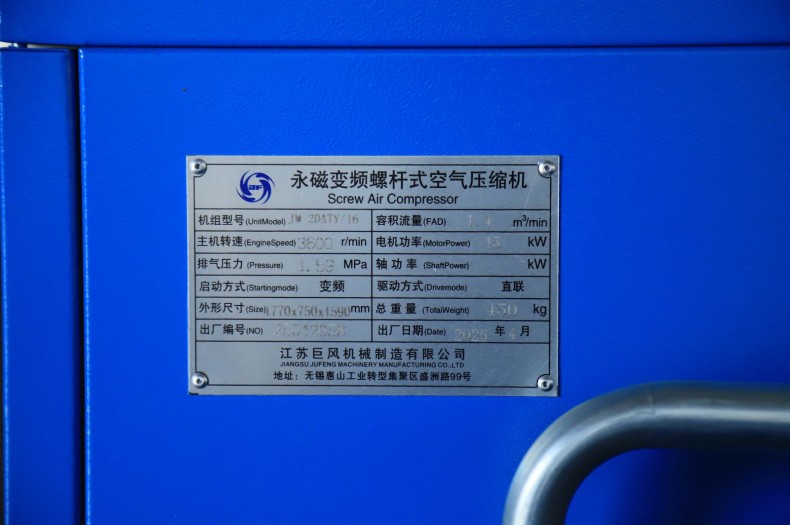 永磁变频螺杆式空气压缩机
Screw Air Compressor
机组型号(UnitModel) 容积流量(FAD) m³/min
主机转速(EngineSpeed) 3600 r/min 电机功率(MotorPower) kW
排气压力(Pressure) MPa 轴功率(ShaftPower) kW
启动方式(Startingmode) 变频 驱动方式(Drivemode) 直联
外形尺寸(Size) 1770x750x1590 mm 总重量(TotalWeight) 450 kg
出厂编号(NO) 出厂日期(Date) 2025 年 4 月
江苏巨风机械制造有限公司
JIANGSU JUFENG MACHINERY MANUFACTURING CO.,LTD
地址：无锡惠山工业转型集聚区盛洲路99号